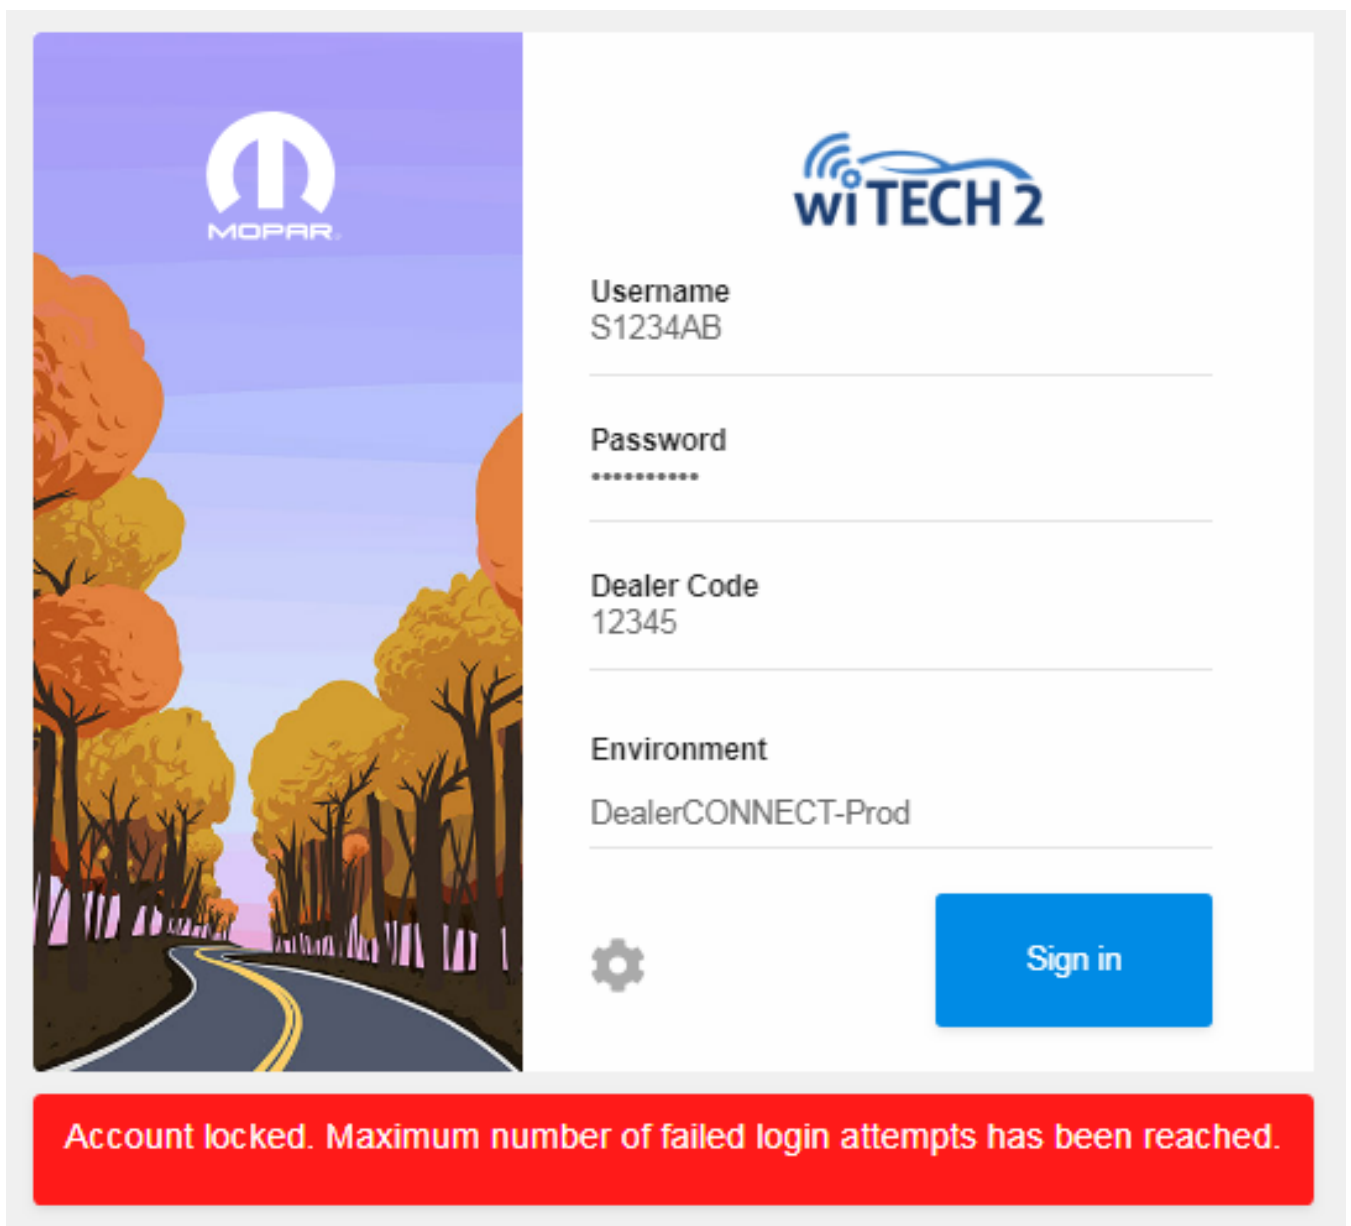 MOPAR
wiTECH 2
Username
S1234AB
Password
••••••••••
Dealer Code
12345
Environment
DealerCONNECT-Prod
Sign in
Account locked. Maximum number of failed login attempts has been reached.